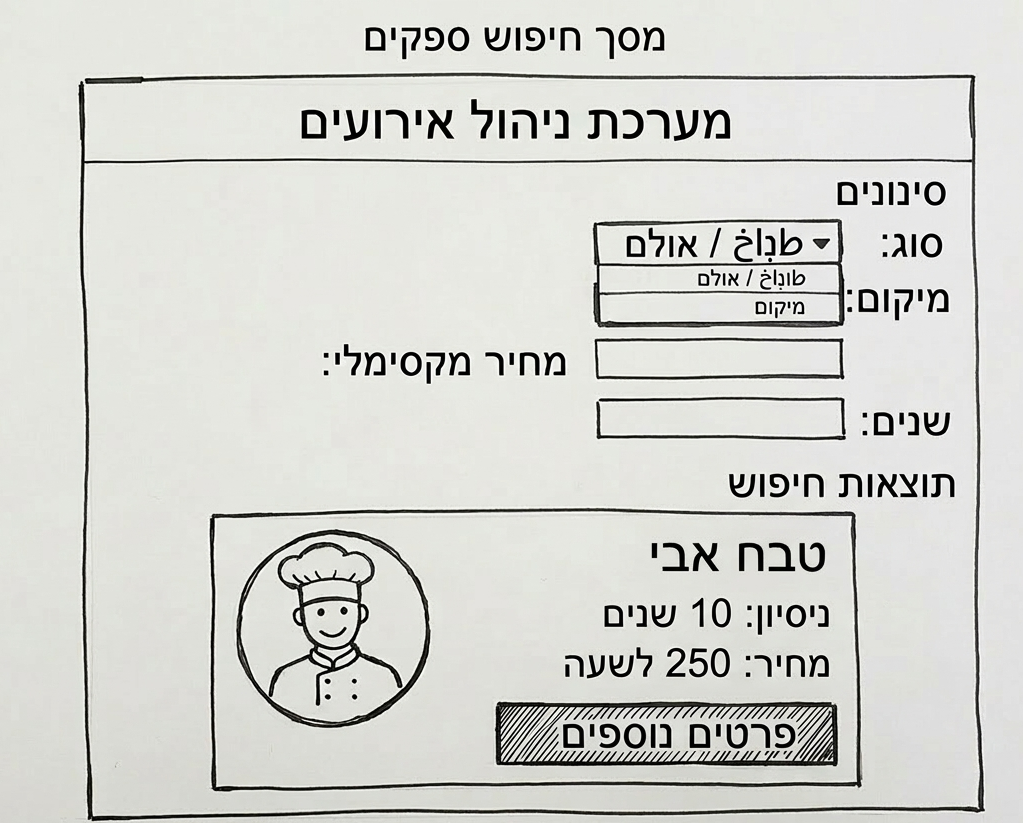 מסך חיפוש ספקים
מערכת ניהול אירועים
סינונים
סוג:
/ אולם
/ אולם
מיקום:
מיקום
מחיר מקסימלי:
שנים:
תוצאות חיפוש
טבח אבי
ניסיון: 10 שנים
מחיר: 250 לשעה
פרטים נוספים